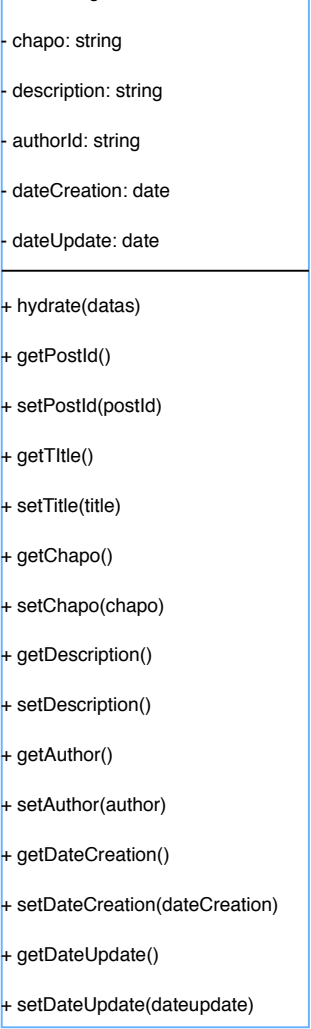 - chapo: string
- description: string
- authorId: string
- dateCreation: date
- dateUpdate: date
+ hydrate(datas)
+ getPostId()
+ setPostId(postId)
+ getTItle()
+ setTitle(title)
+ getChapo()
+ setChapo(chapo)
+ getDescription()
+ setDescription()
+ getAuthor()
+ setAuthor(author)
+ getDateCreation()
+ setDateCreation(dateCreation)
+ getDateUpdate()
+ setDateUpdate(dateupdate)